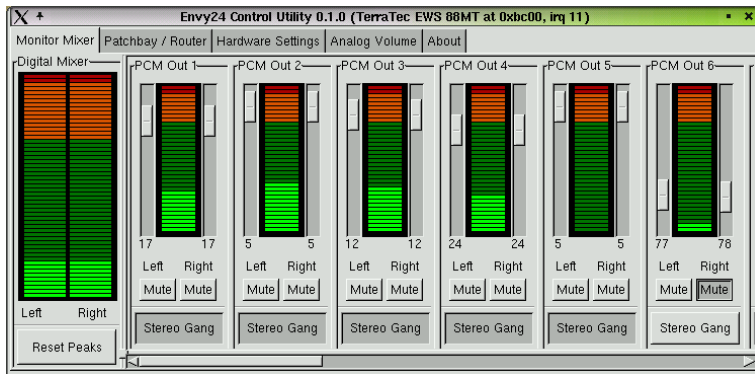 Envy24 Control Utility 0.1.0 (TerraTec EWS 88MT at 0xbc00, irq 11)
Monitor Mixer Patchbay / Router Hardware Settings Analog Volume About
Digital Mixer PCM Out 1 PCM Out 2 PCM Out 3 PCM Out 4 PCM Out 5 PCM Out 6
17 17 5 5 12 12 24 24 5 5 77 78
Left Right Left Right Left Right Left Right Left Right Left Right
Mute Mute Mute Mute Mute Mute Mute Mute Mute Mute Mute Mute
Left Right
Stereo Gang Stereo Gang Stereo Gang Stereo Gang Stereo Gang Stereo Gang
Reset Peaks